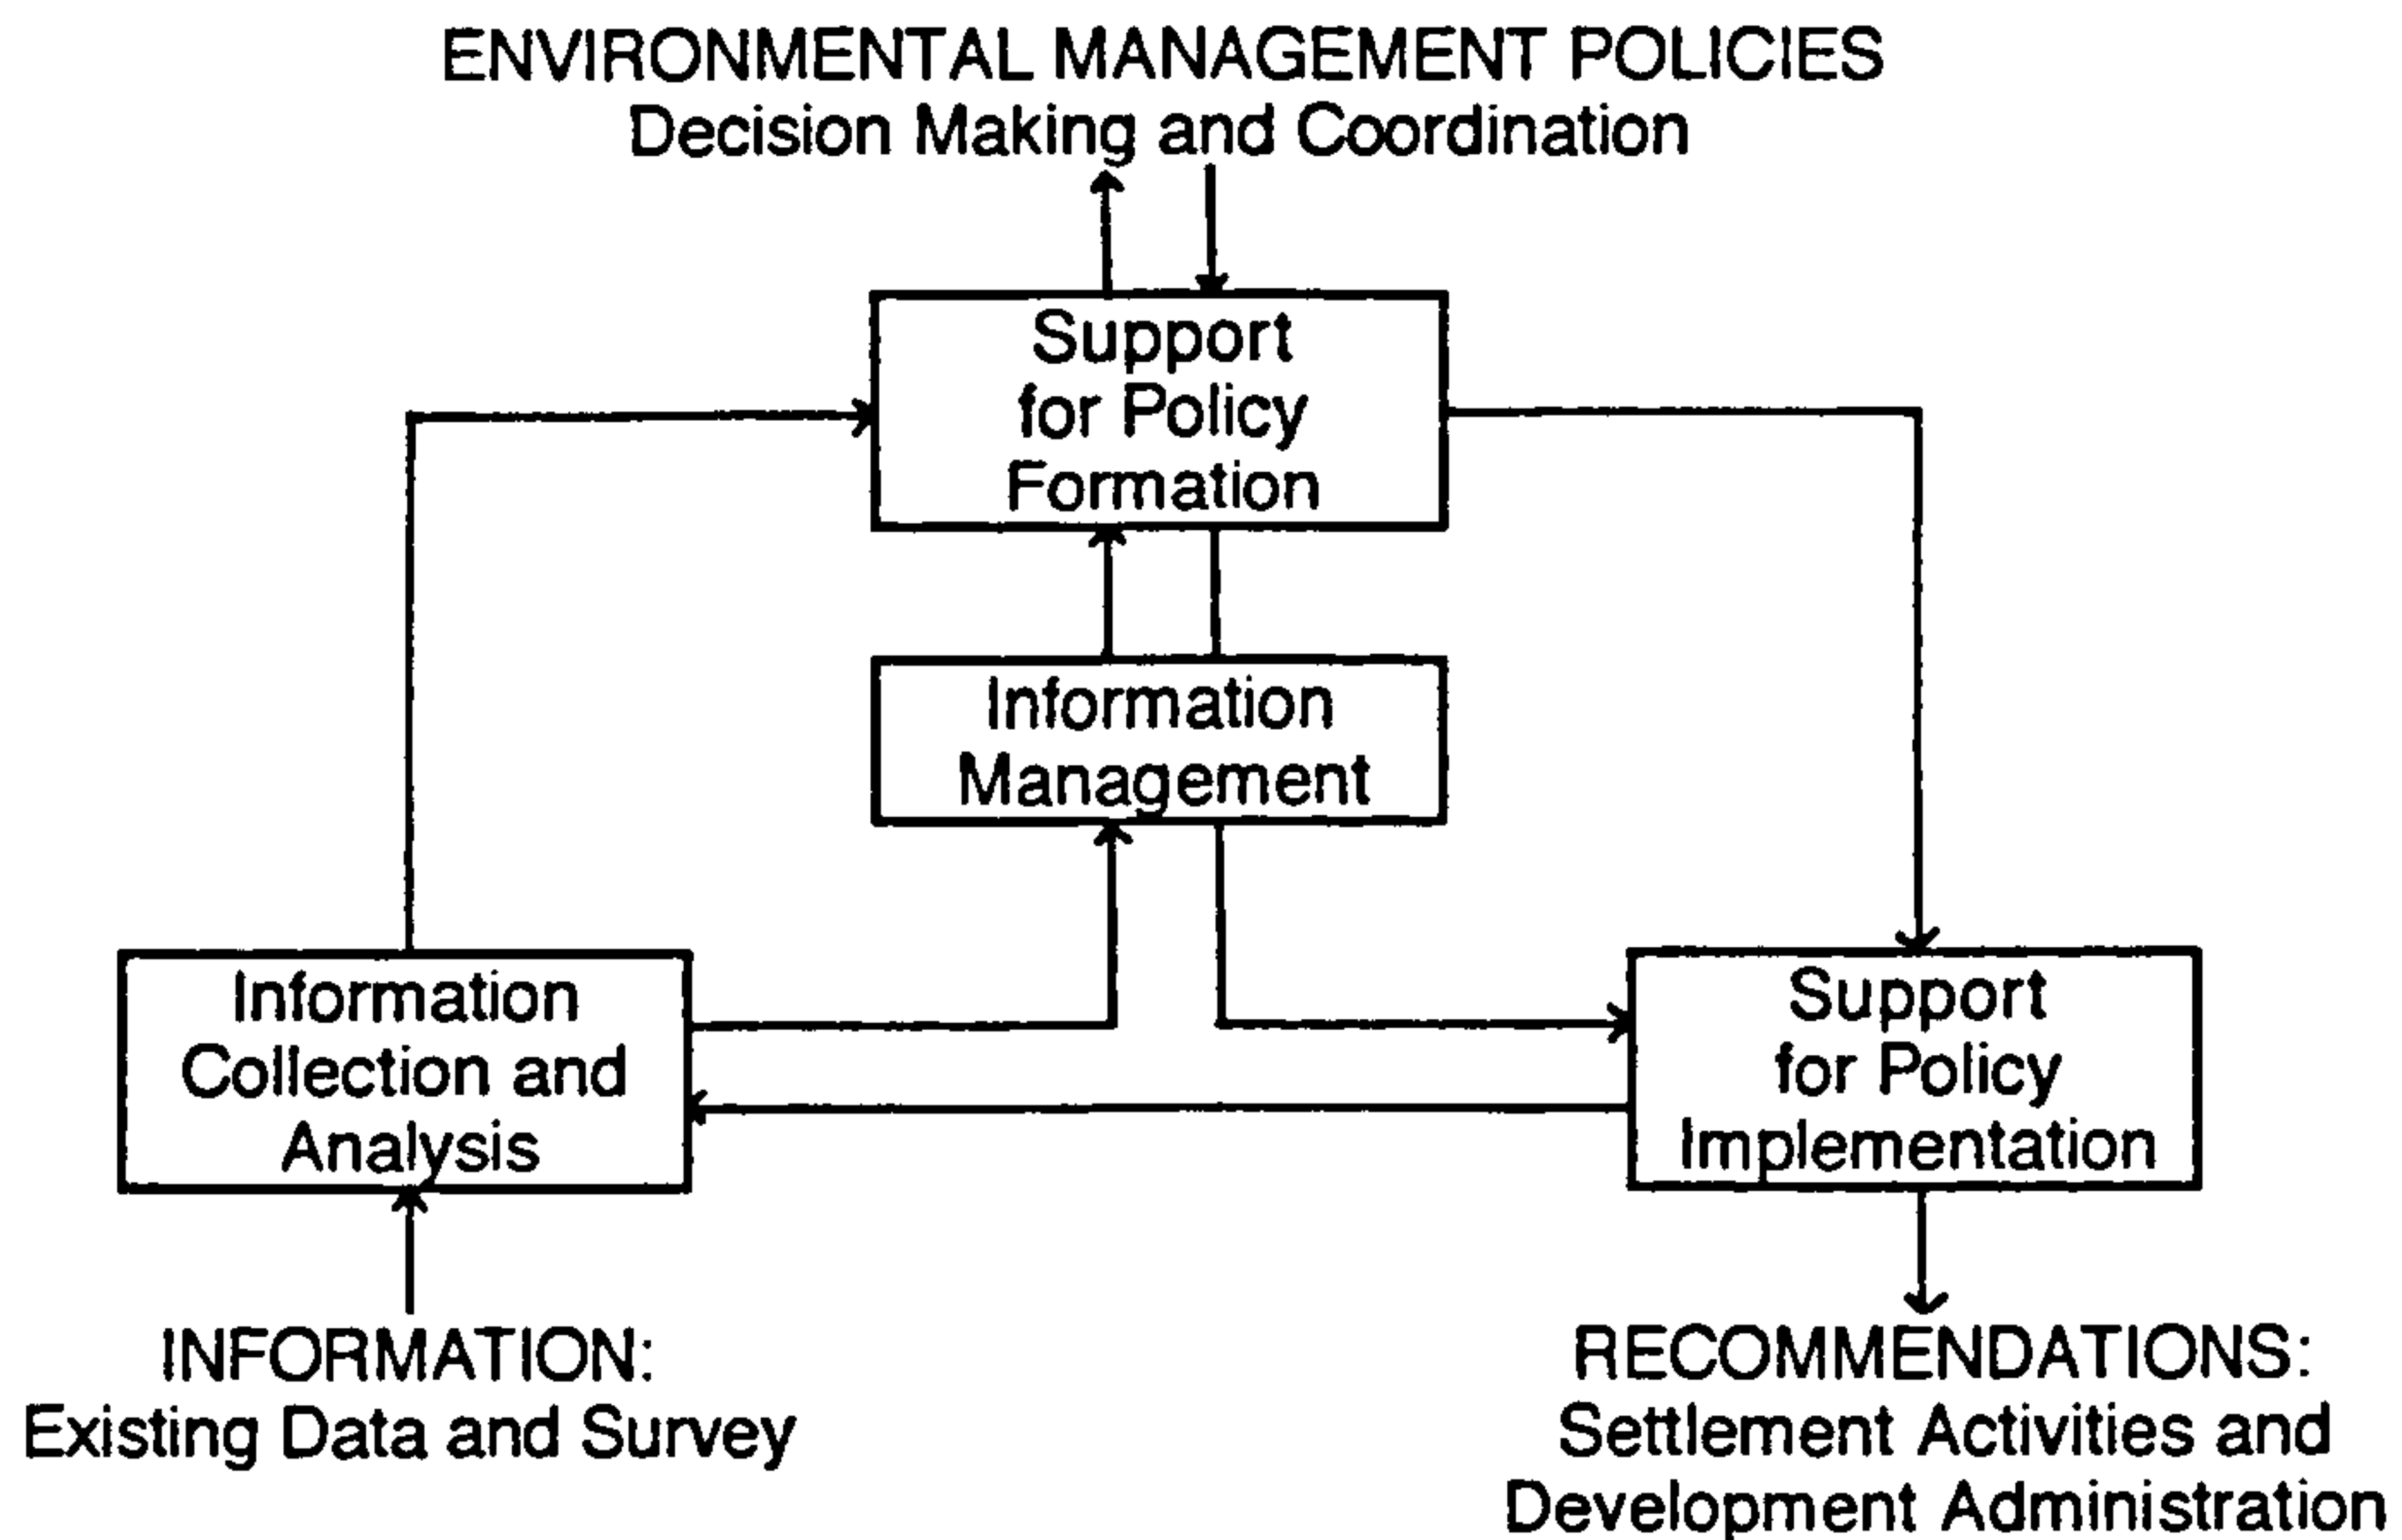 ENVIRONMENTAL MANAGEMENT POLICIES
Decision Making and Coordination
Support
for Policy
Formation
Information
Management
Information
Collection and
Analysis
Support
for Policy
Implementation
INFORMATION:
Existing Data and Survey
RECOMMENDATIONS:
Settlement Activities and
Development Administration